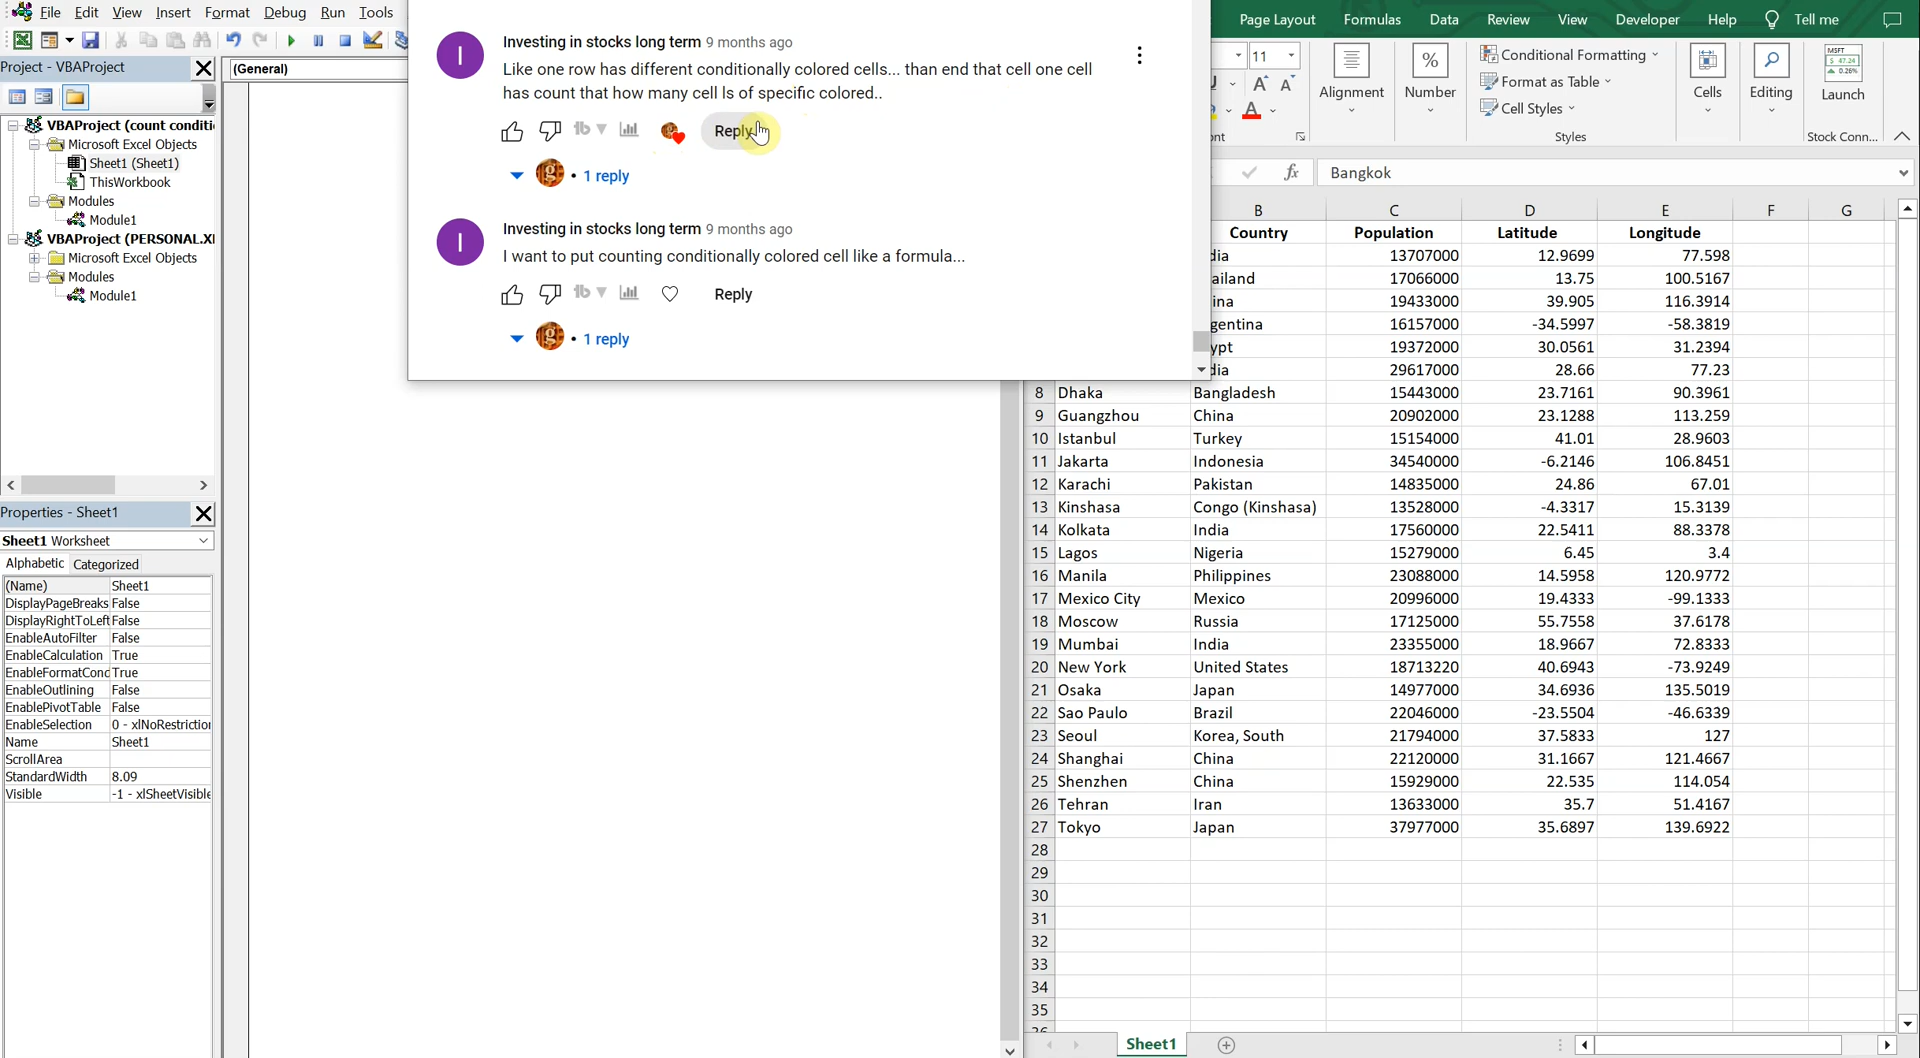 File Edit View Insert Format Debug Run Tools
Project - VBAProject
VBAProject (count conditi
Microsoft Excel Objects
Sheet1 (Sheet1)
ThisWorkbook
Modules
Module1
VBAProject (PERSONAL.XI
Microsoft Excel Objects
Modules
Module1
Properties - Sheet1
Sheet1 Worksheet
Alphabetic Categorized
(Name) Sheet1
DisplayPageBreaks False
DisplayRightToLeft False
EnableAutoFilter False
EnableCalculation True
EnableFormatCond True
EnableOutlining False
EnablePivotTable False
EnableSelection 0 - xlNoRestriction
Name Sheet1
ScrollArea
StandardWidth 8.09
Visible -1 - xlSheetVisible
(General)
I
Investing in stocks long term 9 months ago
Like one row has different conditionally colored cells... than end that cell one cell
has count that how many cell Is of specific colored..
Reply
g • 1 reply
I
Investing in stocks long term 9 months ago
I want to put counting conditionally colored cell like a formula...
Reply
g • 1 reply
Page Layout Formulas Data Review View Developer Help Tell me
11
Alignment
% Number
Conditional Formatting
Format as Table
Cell Styles
Styles
Cells
Editing
MSFT
47.24
0.26%
Launch
Stock Conn...
ont
fx Bangkok
B C D E F G
Country Population Latitude Longitude
dia 13707000 12.9699 77.598
ailand 17066000 13.75 100.5167
ina 19433000 39.905 116.3914
gentina 16157000 -34.5997 -58.3819
ypt 19372000 30.0561 31.2394
dia 29617000 28.66 77.23
8 Dhaka Bangladesh 15443000 23.7161 90.3961
9 Guangzhou China 20902000 23.1288 113.259
10 Istanbul Turkey 15154000 41.01 28.9603
11 Jakarta Indonesia 34540000 -6.2146 106.8451
12 Karachi Pakistan 14835000 24.86 67.01
13 Kinshasa Congo (Kinshasa) 13528000 -4.3317 15.3139
14 Kolkata India 17560000 22.5411 88.3378
15 Lagos Nigeria 15279000 6.45 3.4
16 Manila Philippines 23088000 14.5958 120.9772
17 Mexico City Mexico 20996000 19.4333 -99.1333
18 Moscow Russia 17125000 55.7558 37.6178
19 Mumbai India 23355000 18.9667 72.8333
20 New York United States 18713220 40.6943 -73.9249
21 Osaka Japan 14977000 34.6936 135.5019
22 Sao Paulo Brazil 22046000 -23.5504 -46.6339
23 Seoul Korea, South 21794000 37.5833 127
24 Shanghai China 22120000 31.1667 121.4667
25 Shenzhen China 15929000 22.535 114.054
26 Tehran Iran 13633000 35.7 51.4167
27 Tokyo Japan 37977000 35.6897 139.6922
28
29
30
31
32
33
34
35
Sheet1